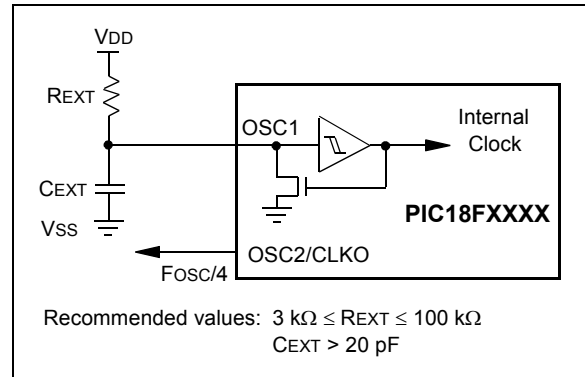 VDD
REXT
OSC1
Internal
Clock
CEXT
PIC18FXXXX
VSS
OSC2/CLKO
FOSC/4
Recommended values: 3 kΩ ≤ REXT ≤ 100 kΩ
CEXT > 20 pF